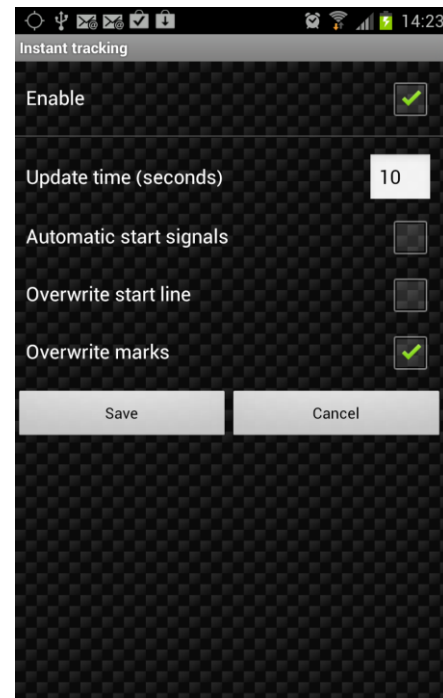 14:23
Instant tracking
Enable
Update time (seconds) 10
Automatic start signals
Overwrite start line
Overwrite marks
Save Cancel